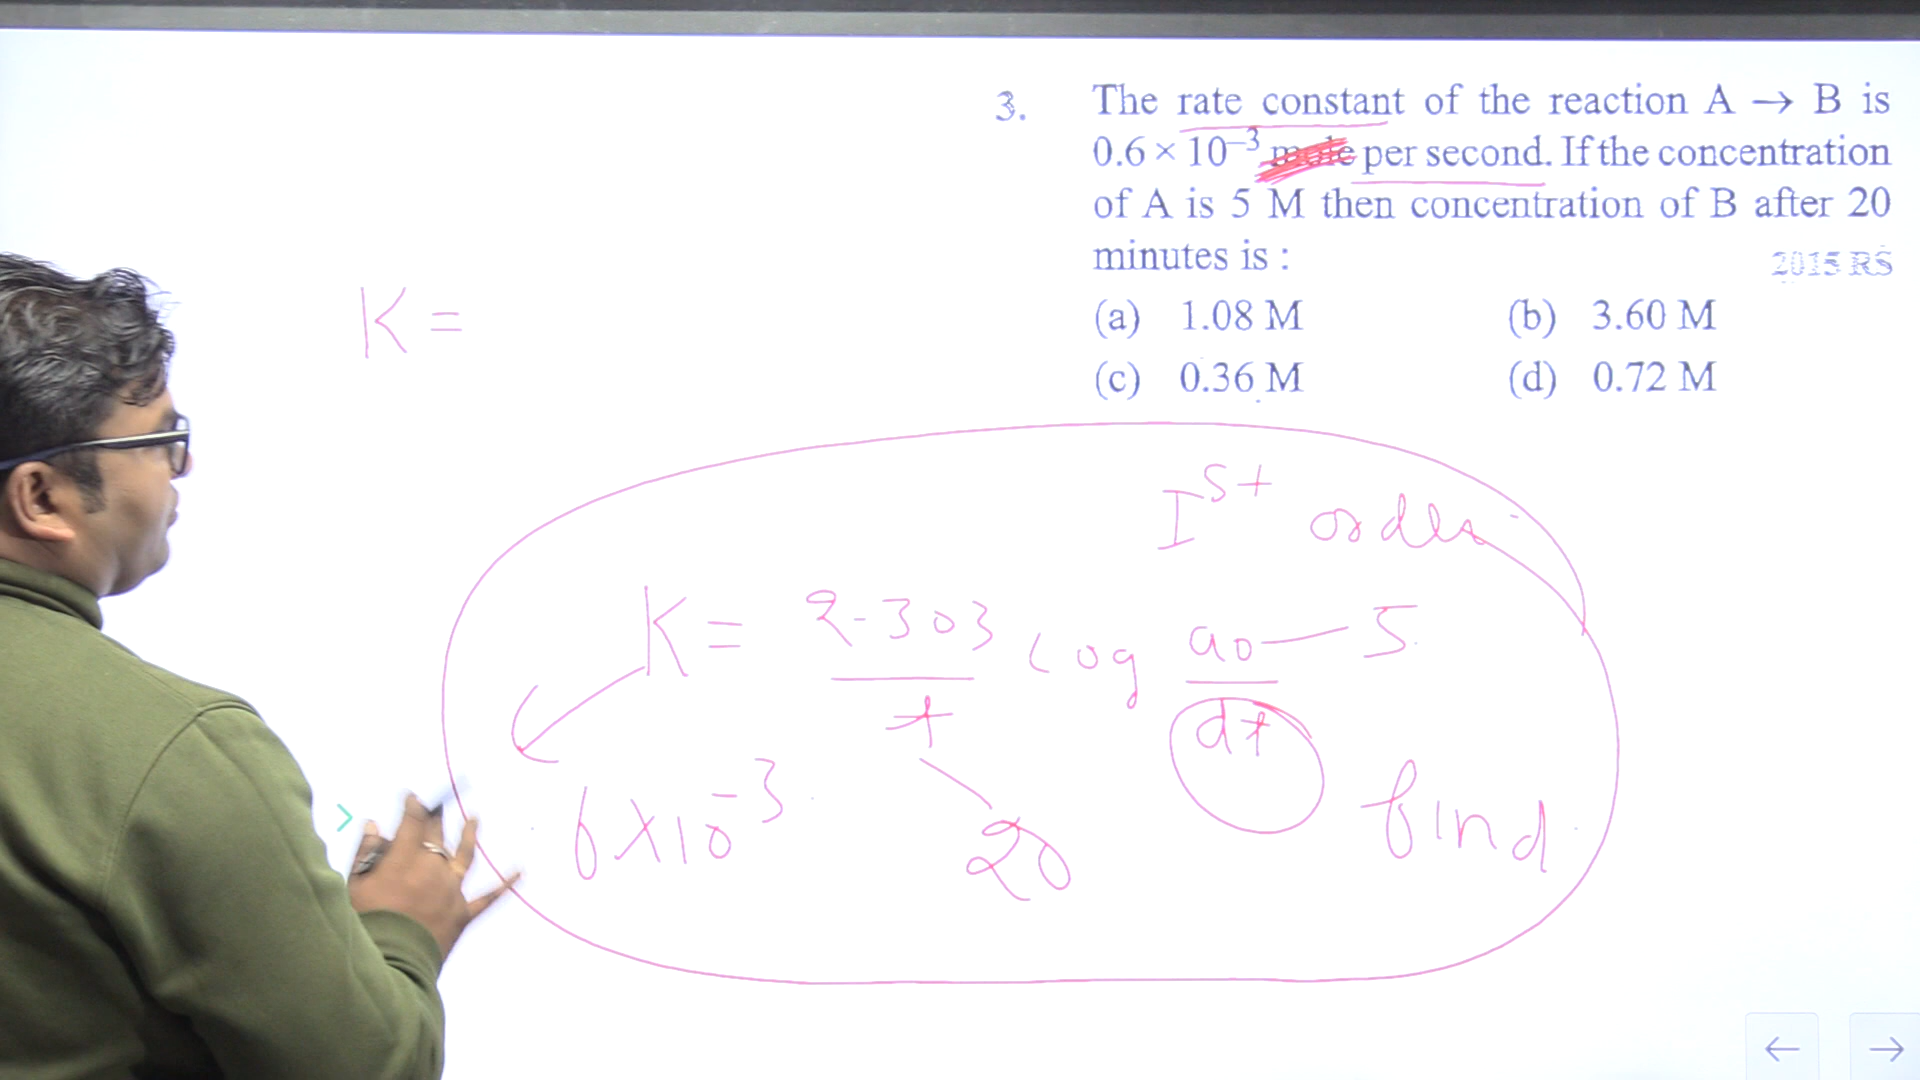 3. The rate constant of the reaction A → B is
0.6 × 10⁻³ mole per second. If the concentration
of A is 5 M then concentration of B after 20
minutes is :
2015 RS
(a) 1.08 M (b) 3.60 M
(c) 0.36 M (d) 0.72 M
K =
Iˢᵗ order
K = 2.303 log a₀ — 5
t dt
6×10⁻³ 20 find